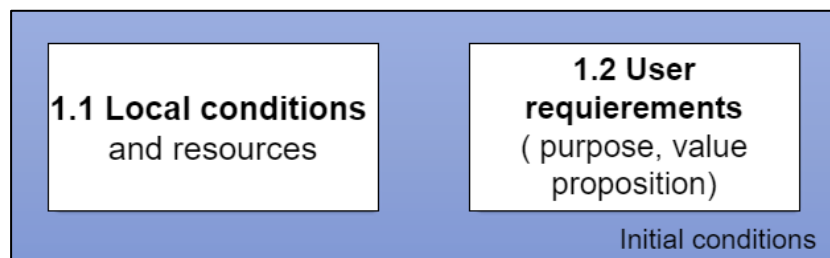 1.1 Local conditions
and resources
1.2 User
requierements
( purpose, value
proposition)
Initial conditions